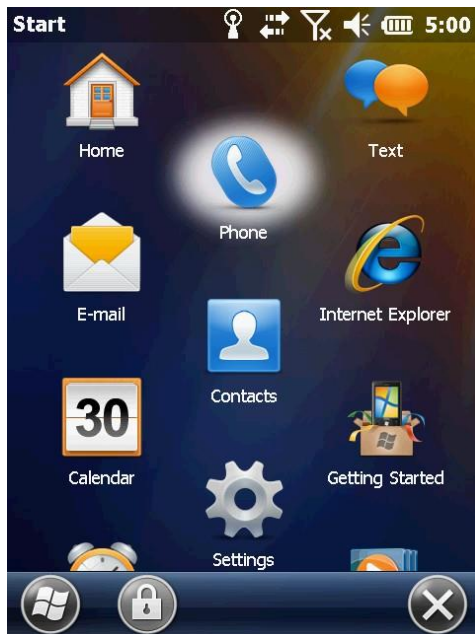 Start 5:00
Home
Text
Phone
E-mail
Internet Explorer
Contacts
30
Calendar
Getting Started
Settings